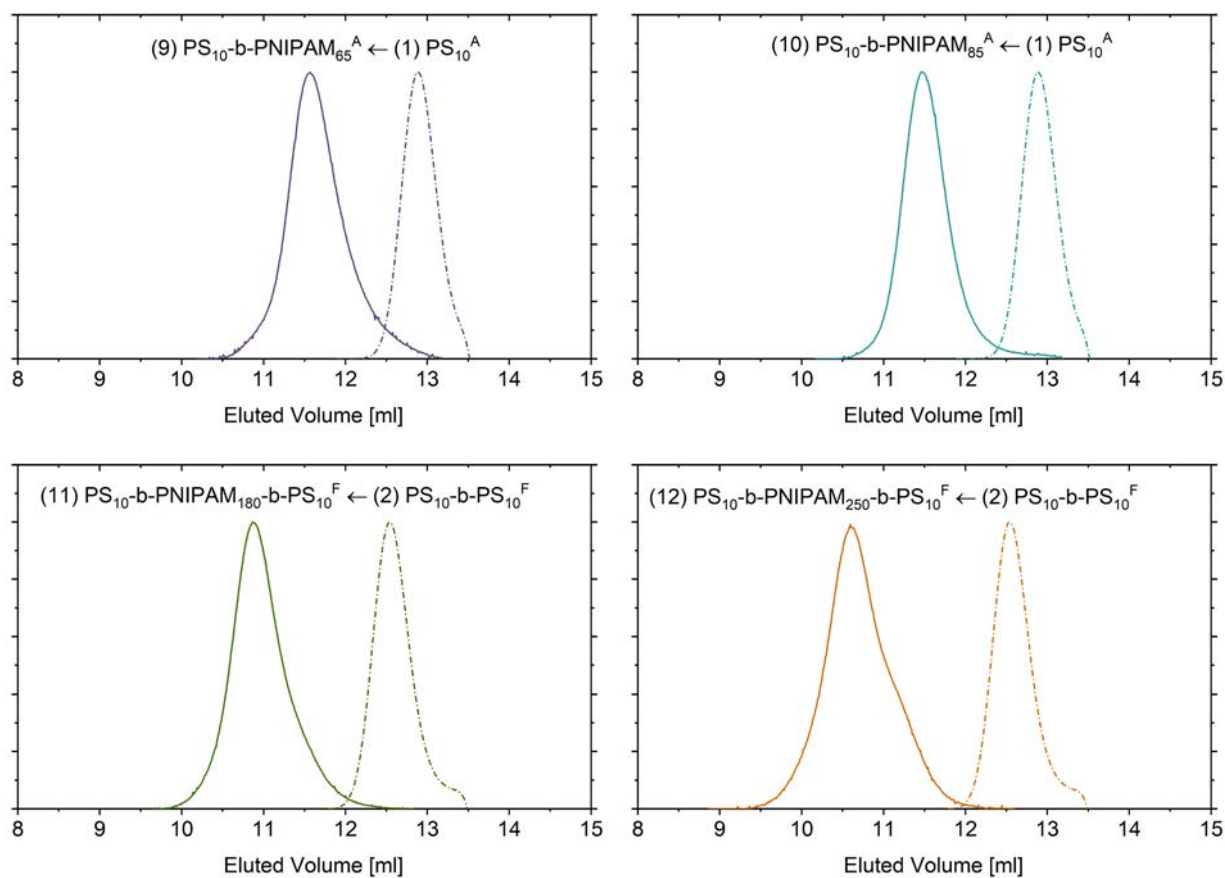 (9) PS₁₀-b-PNIPAM₆₅ᴬ ← (1) PS₁₀ᴬ
8 9 10 11 12 13 14 15
Eluted Volume [ml]
(10) PS₁₀-b-PNIPAM₈₅ᴬ ← (1) PS₁₀ᴬ
8 9 10 11 12 13 14 15
Eluted Volume [ml]
(11) PS₁₀-b-PNIPAM₁₈₀-b-PS₁₀ᶠ ← (2) PS₁₀-b-PS₁₀ᶠ
8 9 10 11 12 13 14 15
Eluted Volume [ml]
(12) PS₁₀-b-PNIPAM₂₅₀-b-PS₁₀ᶠ ← (2) PS₁₀-b-PS₁₀ᶠ
8 9 10 11 12 13 14 15
Eluted Volume [ml]